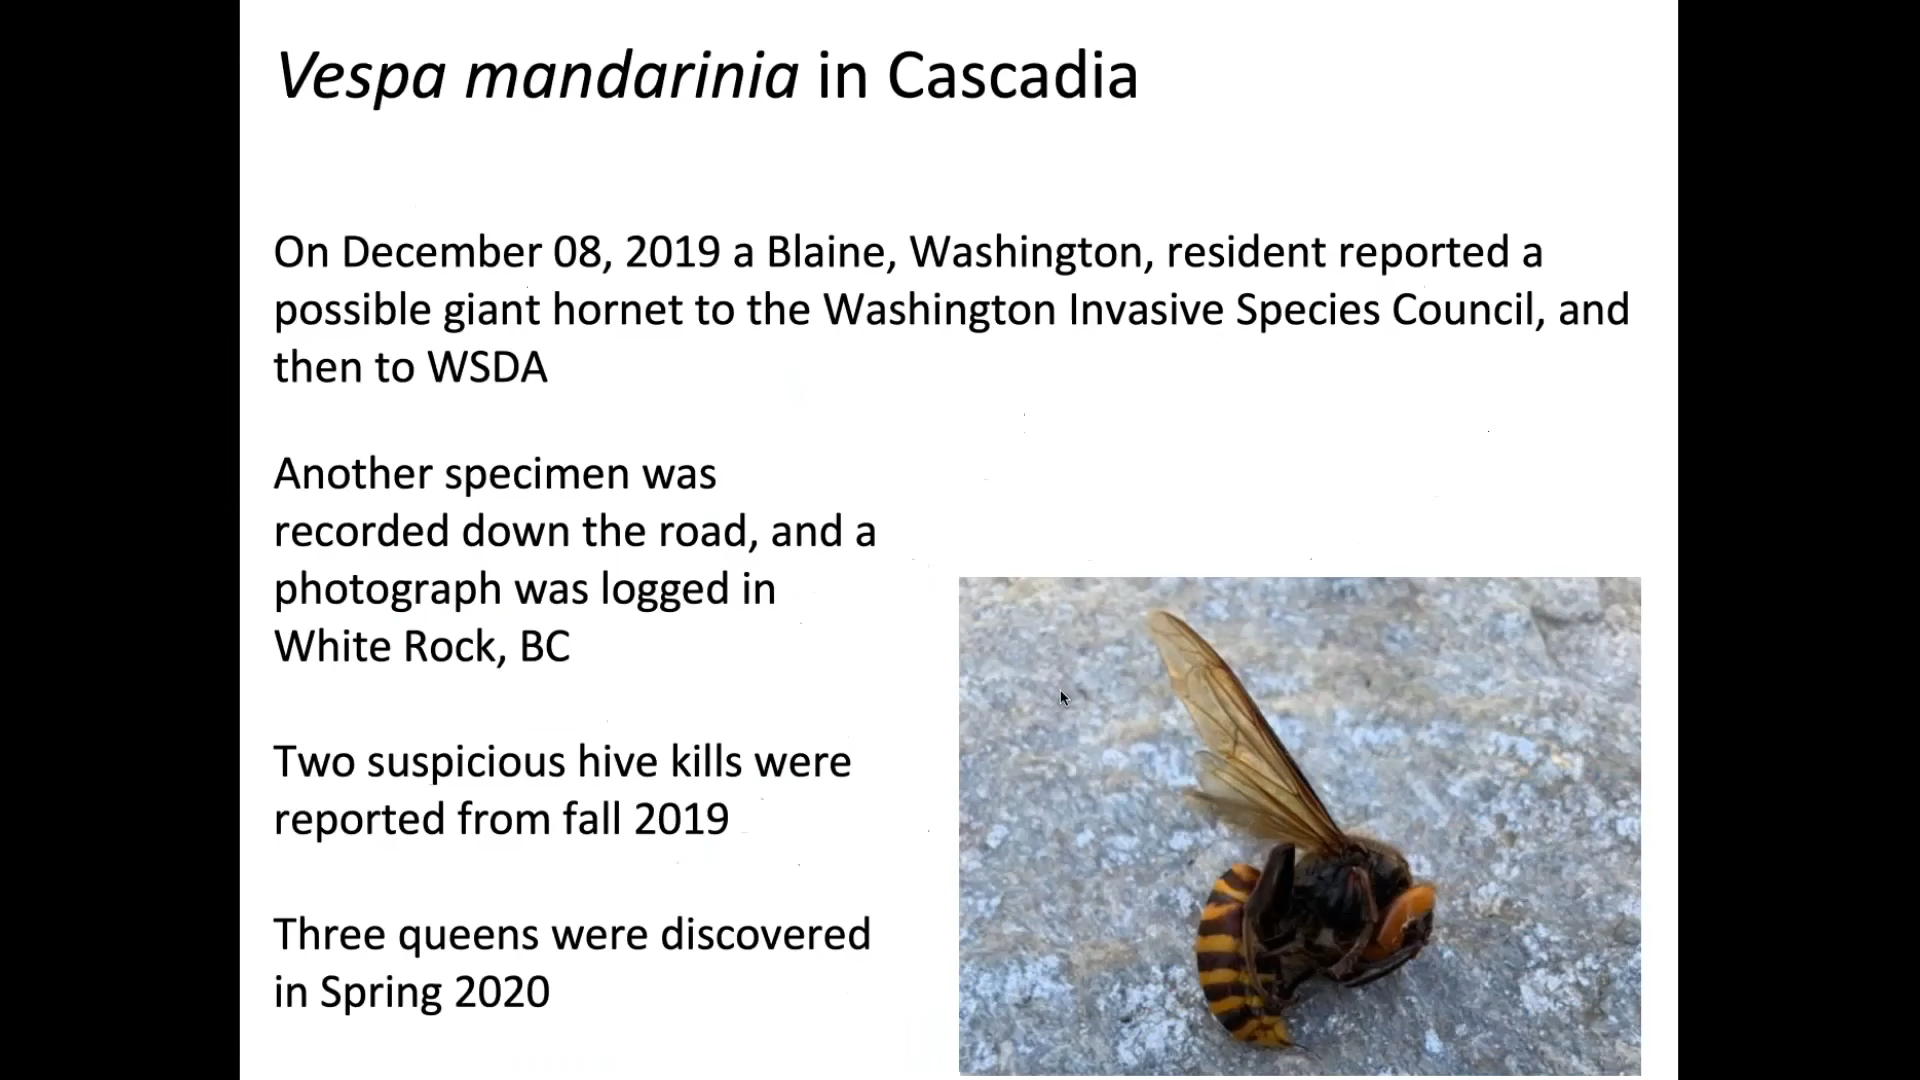 Vespa mandarinia in Cascadia
On December 08, 2019 a Blaine, Washington, resident reported a
possible giant hornet to the Washington Invasive Species Council, and
then to WSDA
Another specimen was
recorded down the road, and a
photograph was logged in
White Rock, BC
Two suspicious hive kills were
reported from fall 2019
Three queens were discovered
in Spring 2020